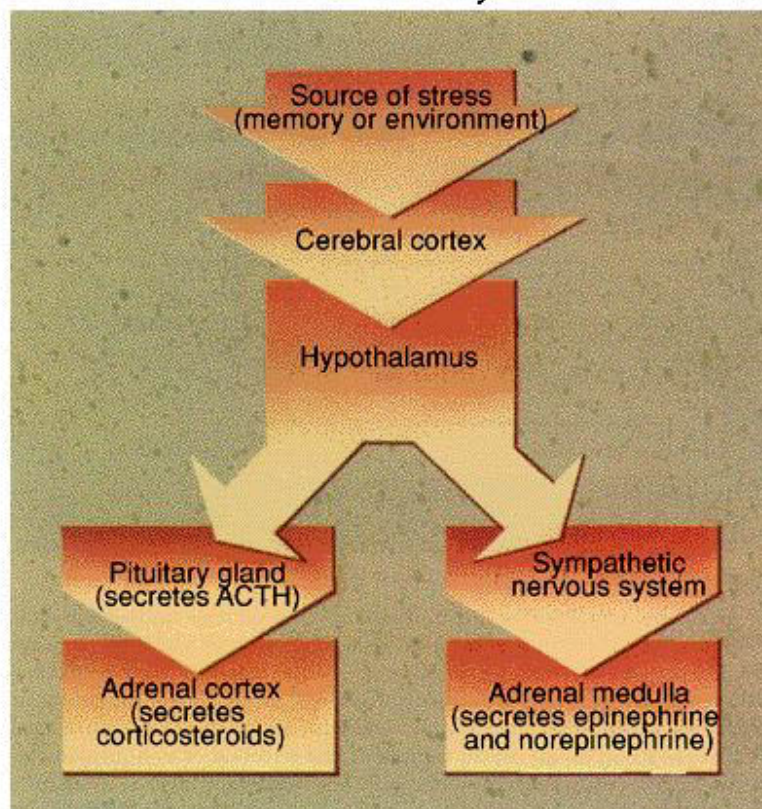 Source of stress
(memory or environment)
Cerebral cortex
Hypothalamus
Pituitary gland
(secretes ACTH)
Sympathetic
nervous system
Adrenal cortex
(secretes
corticosteroids)
Adrenal medulla
(secretes epinephrine
and norepinephrine)